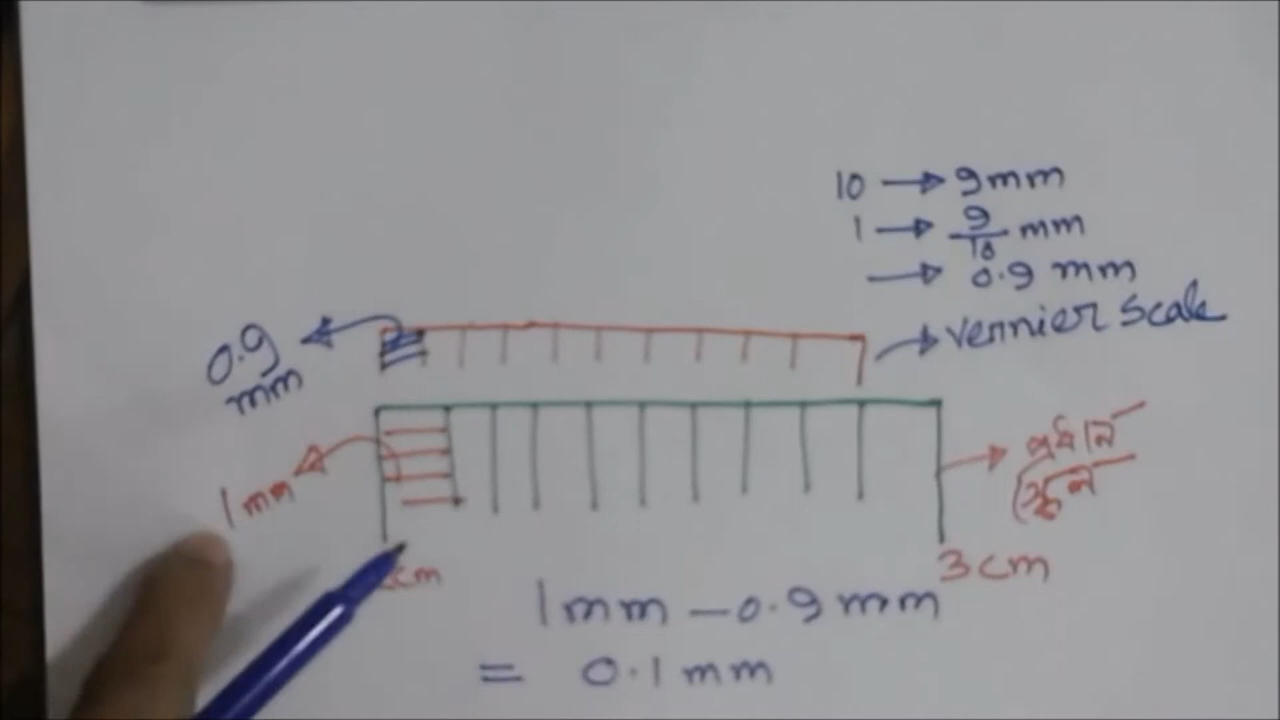 10 → 9mm
1 → 9/10 mm
→ 0.9 mm
vernier scale
0.9
mm
প্রধান
স্কেল
1mm
cm
3cm
1mm - 0.9mm
= 0.1mm